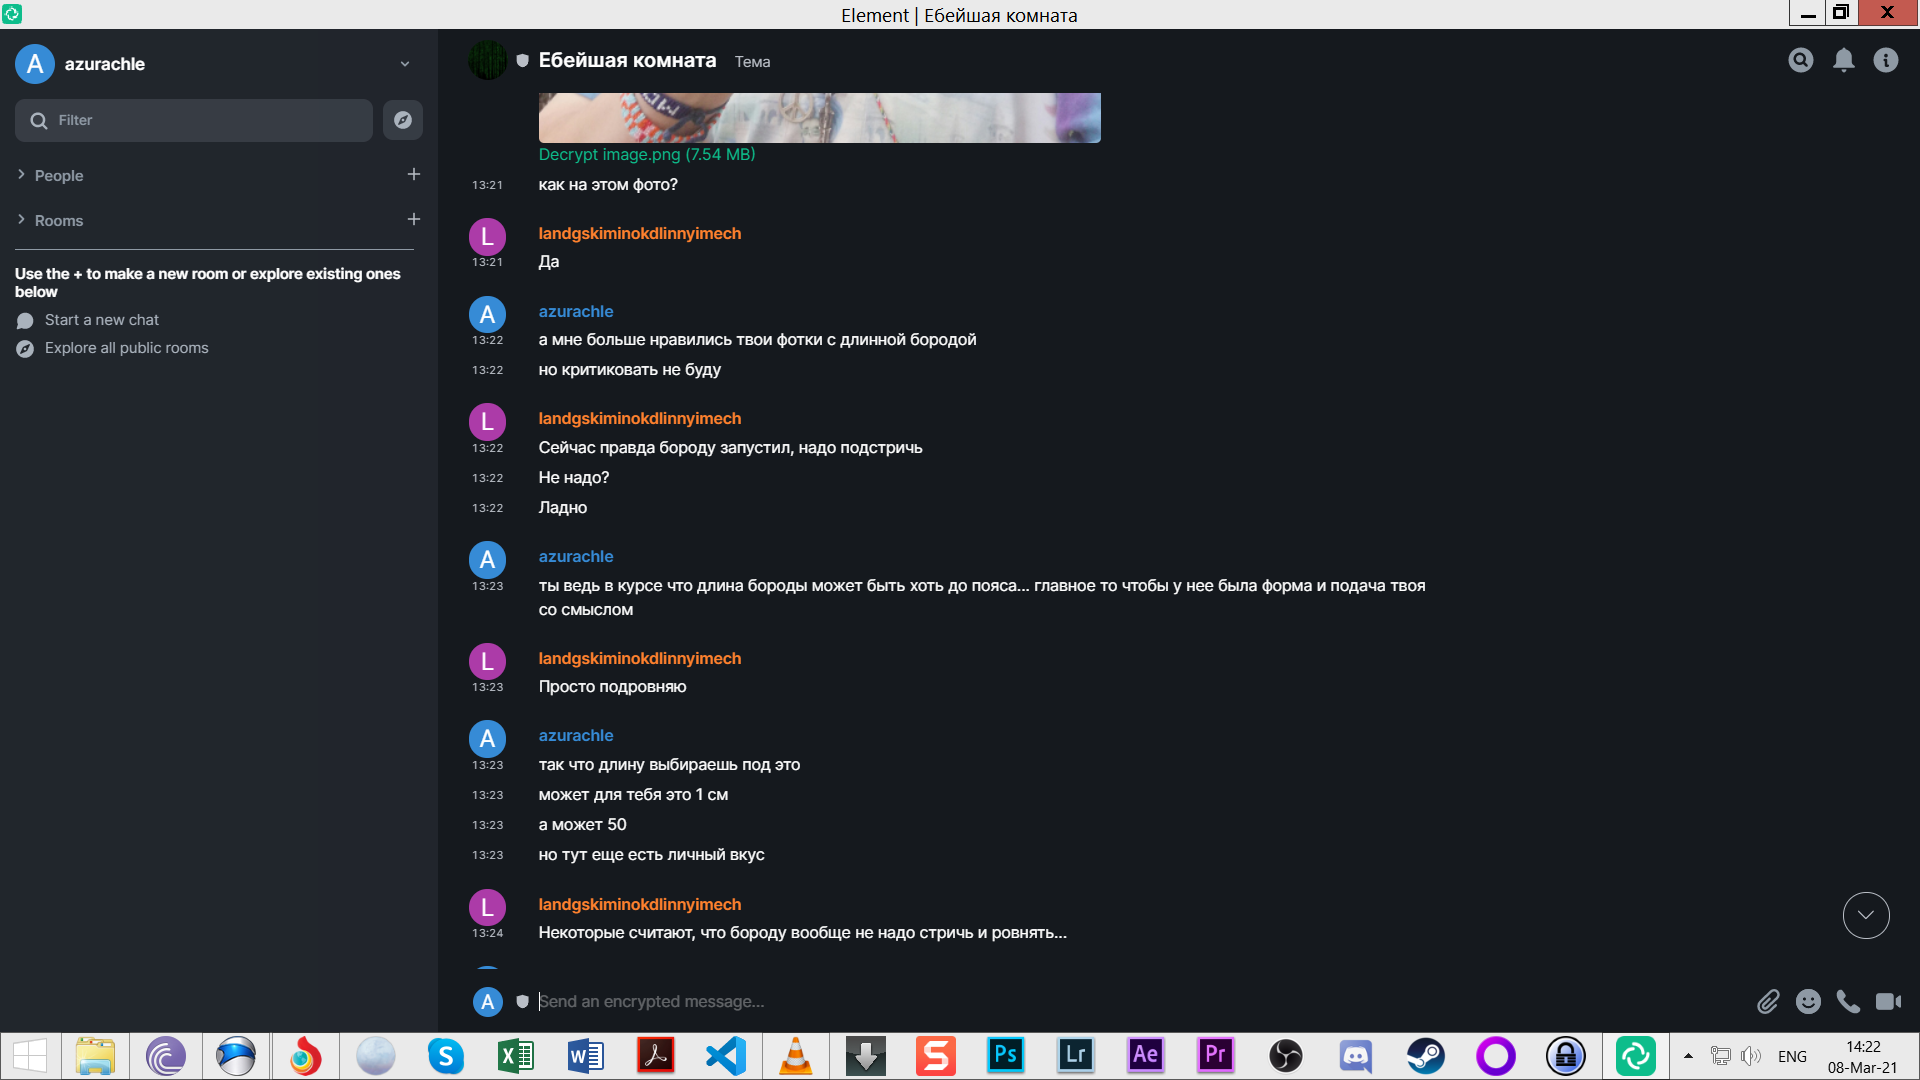 Element | Ебейшая комната
A azurachle
Filter
People
Rooms
Use the + to make a new room or explore existing ones
below
Start a new chat
Explore all public rooms
Ебейшая комната Тема
Decrypt image.png (7.54 MB)
13:21 как на этом фото?
L landgskiminokdlinnyimech
13:21 Да
A azurachle
13:22 а мне больше нравились твои фотки с длинной бородой
13:22 но критиковать не буду
L landgskiminokdlinnyimech
13:22 Сейчас правда бороду запустил, надо подстричь
13:22 Не надо?
13:22 Ладно
A azurachle
13:23 ты ведь в курсе что длина бороды может быть хоть до пояса... главное то чтобы у нее была форма и подача твоя
со смыслом
L landgskiminokdlinnyimech
13:23 Просто подровняю
A azurachle
13:23 так что длину выбираешь под это
13:23 может для тебя это 1 см
13:23 а может 50
13:23 но тут еще есть личный вкус
L landgskiminokdlinnyimech
13:24 Некоторые считают, что бороду вообще не надо стричь и ровнять...
A Send an encrypted message...
S X W S Ps Lr Ae Pr ENG 14:22
08-Mar-21